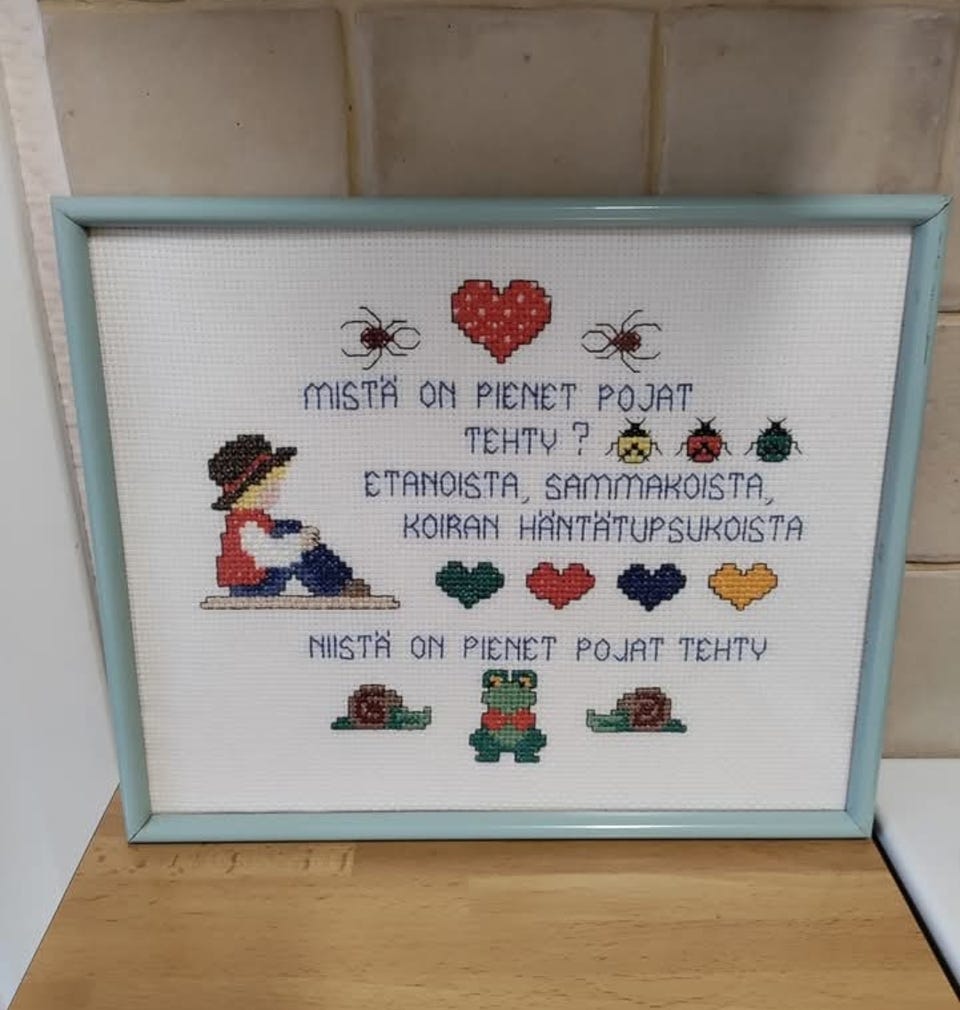 MISTÄ ON PIENET POJAT
TEHTY ?
ETANOISTA, SAMMAKOISTA,
KOIRAN HÄNTÄTUPSUKOISTA
NIISTÄ ON PIENET POJAT TEHTY